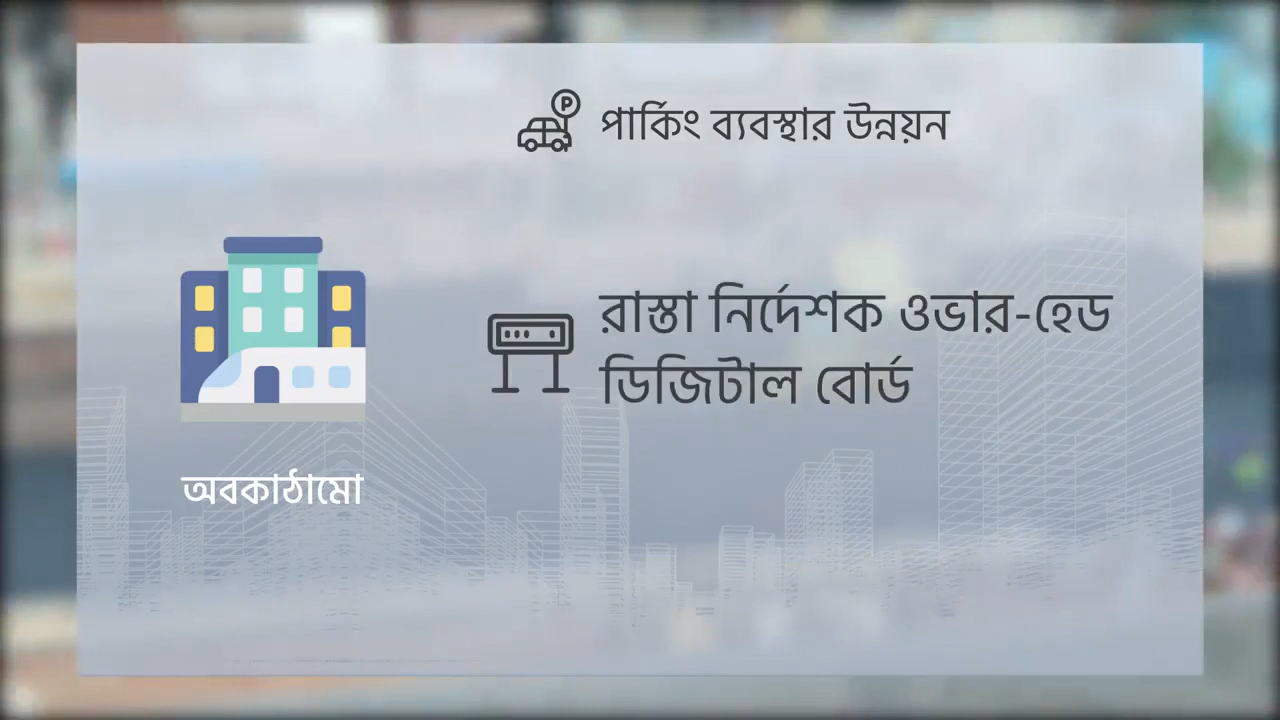 পার্কিং ব্যবস্থার উন্নয়ন
রাস্তা নির্দেশক ওভার-হেড
ডিজিটাল বোর্ড
অবকাঠামো